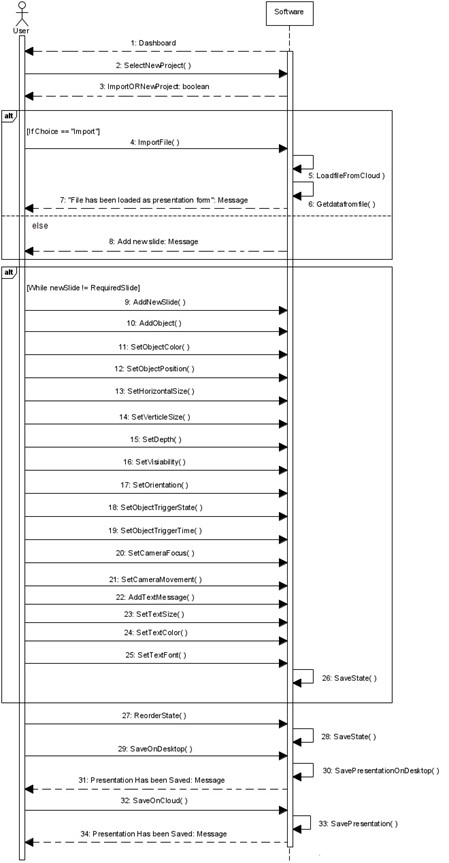 User
Software
1: Dashboard
2: SelectNewProject( )
3: ImportORNewProject: boolean
alt
[If Choice == "Import"]
4: ImportFile( )
5: LoadfileFromCloud )
7: "File has been loaded as presentation form": Message
6: Getdatafromfile( )
else
8: Add new slide: Message
alt
[While newSlide != RequiredSlide]
9: AddNewSlide( )
10: AddObject( )
11: SetObjectColor( )
12: SetObjectPosition( )
13: SetHorizontalSize( )
14: SetVerticleSize( )
15: SetDepth( )
16: SetVisiability( )
17: SetOrientation( )
18: SetObjectTriggerState( )
19: SetObjectTriggerTime( )
20: SetCameraFocus( )
21: SetCameraMovement( )
22: AddTextMessage( )
23: SetTextSize( )
24: SetTextColor( )
25: SetTextFont( )
26: SaveState( )
27: ReorderState( )
28: SaveState( )
29: SaveOnDesktop( )
30: SavePresentationOnDesktop( )
31: Presentation Has been Saved: Message
32: SaveOnCloud( )
33: SavePresentation( )
34: Presentation Has been Saved: Message